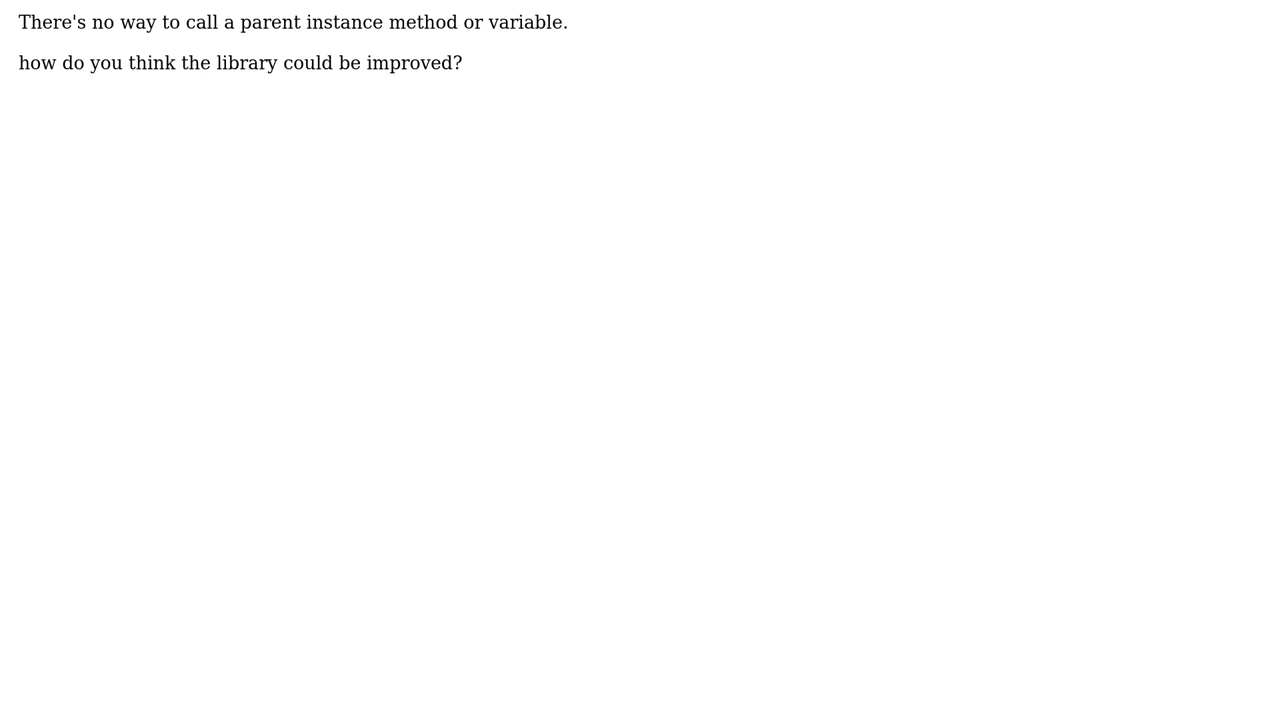 There's no way to call a parent instance method or variable.
how do you think the library could be improved?